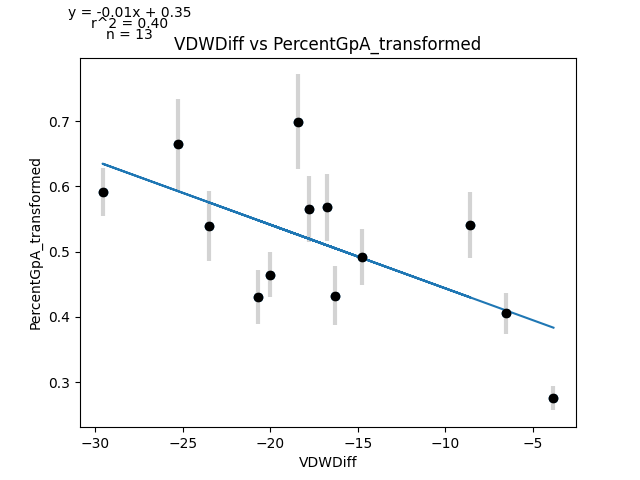 y = -0.01x + 0.35
r^2 = 0.40
n = 13
VDWDiff vs PercentGpA_transformed
PercentGpA_transformed
0.7
0.6
0.5
0.4
0.3
−30
−25
−20
−15
−10
−5
VDWDiff